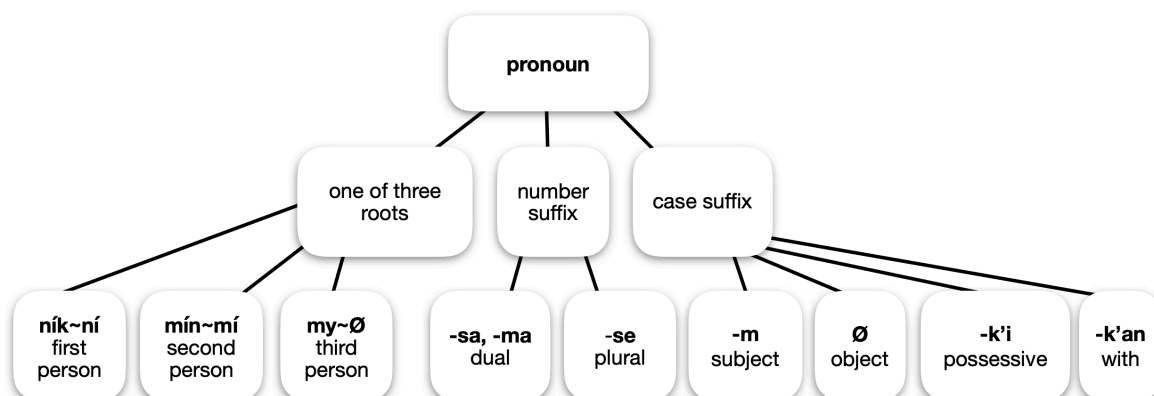 pronoun
one of three
roots
number
suffix
case suffix
ník~ní
first
person
mín~mí
second
person
my~Ø
third
person
-sa, -ma
dual
-se
plural
-m
subject
Ø
object
-k’i
possessive
-k’an
with